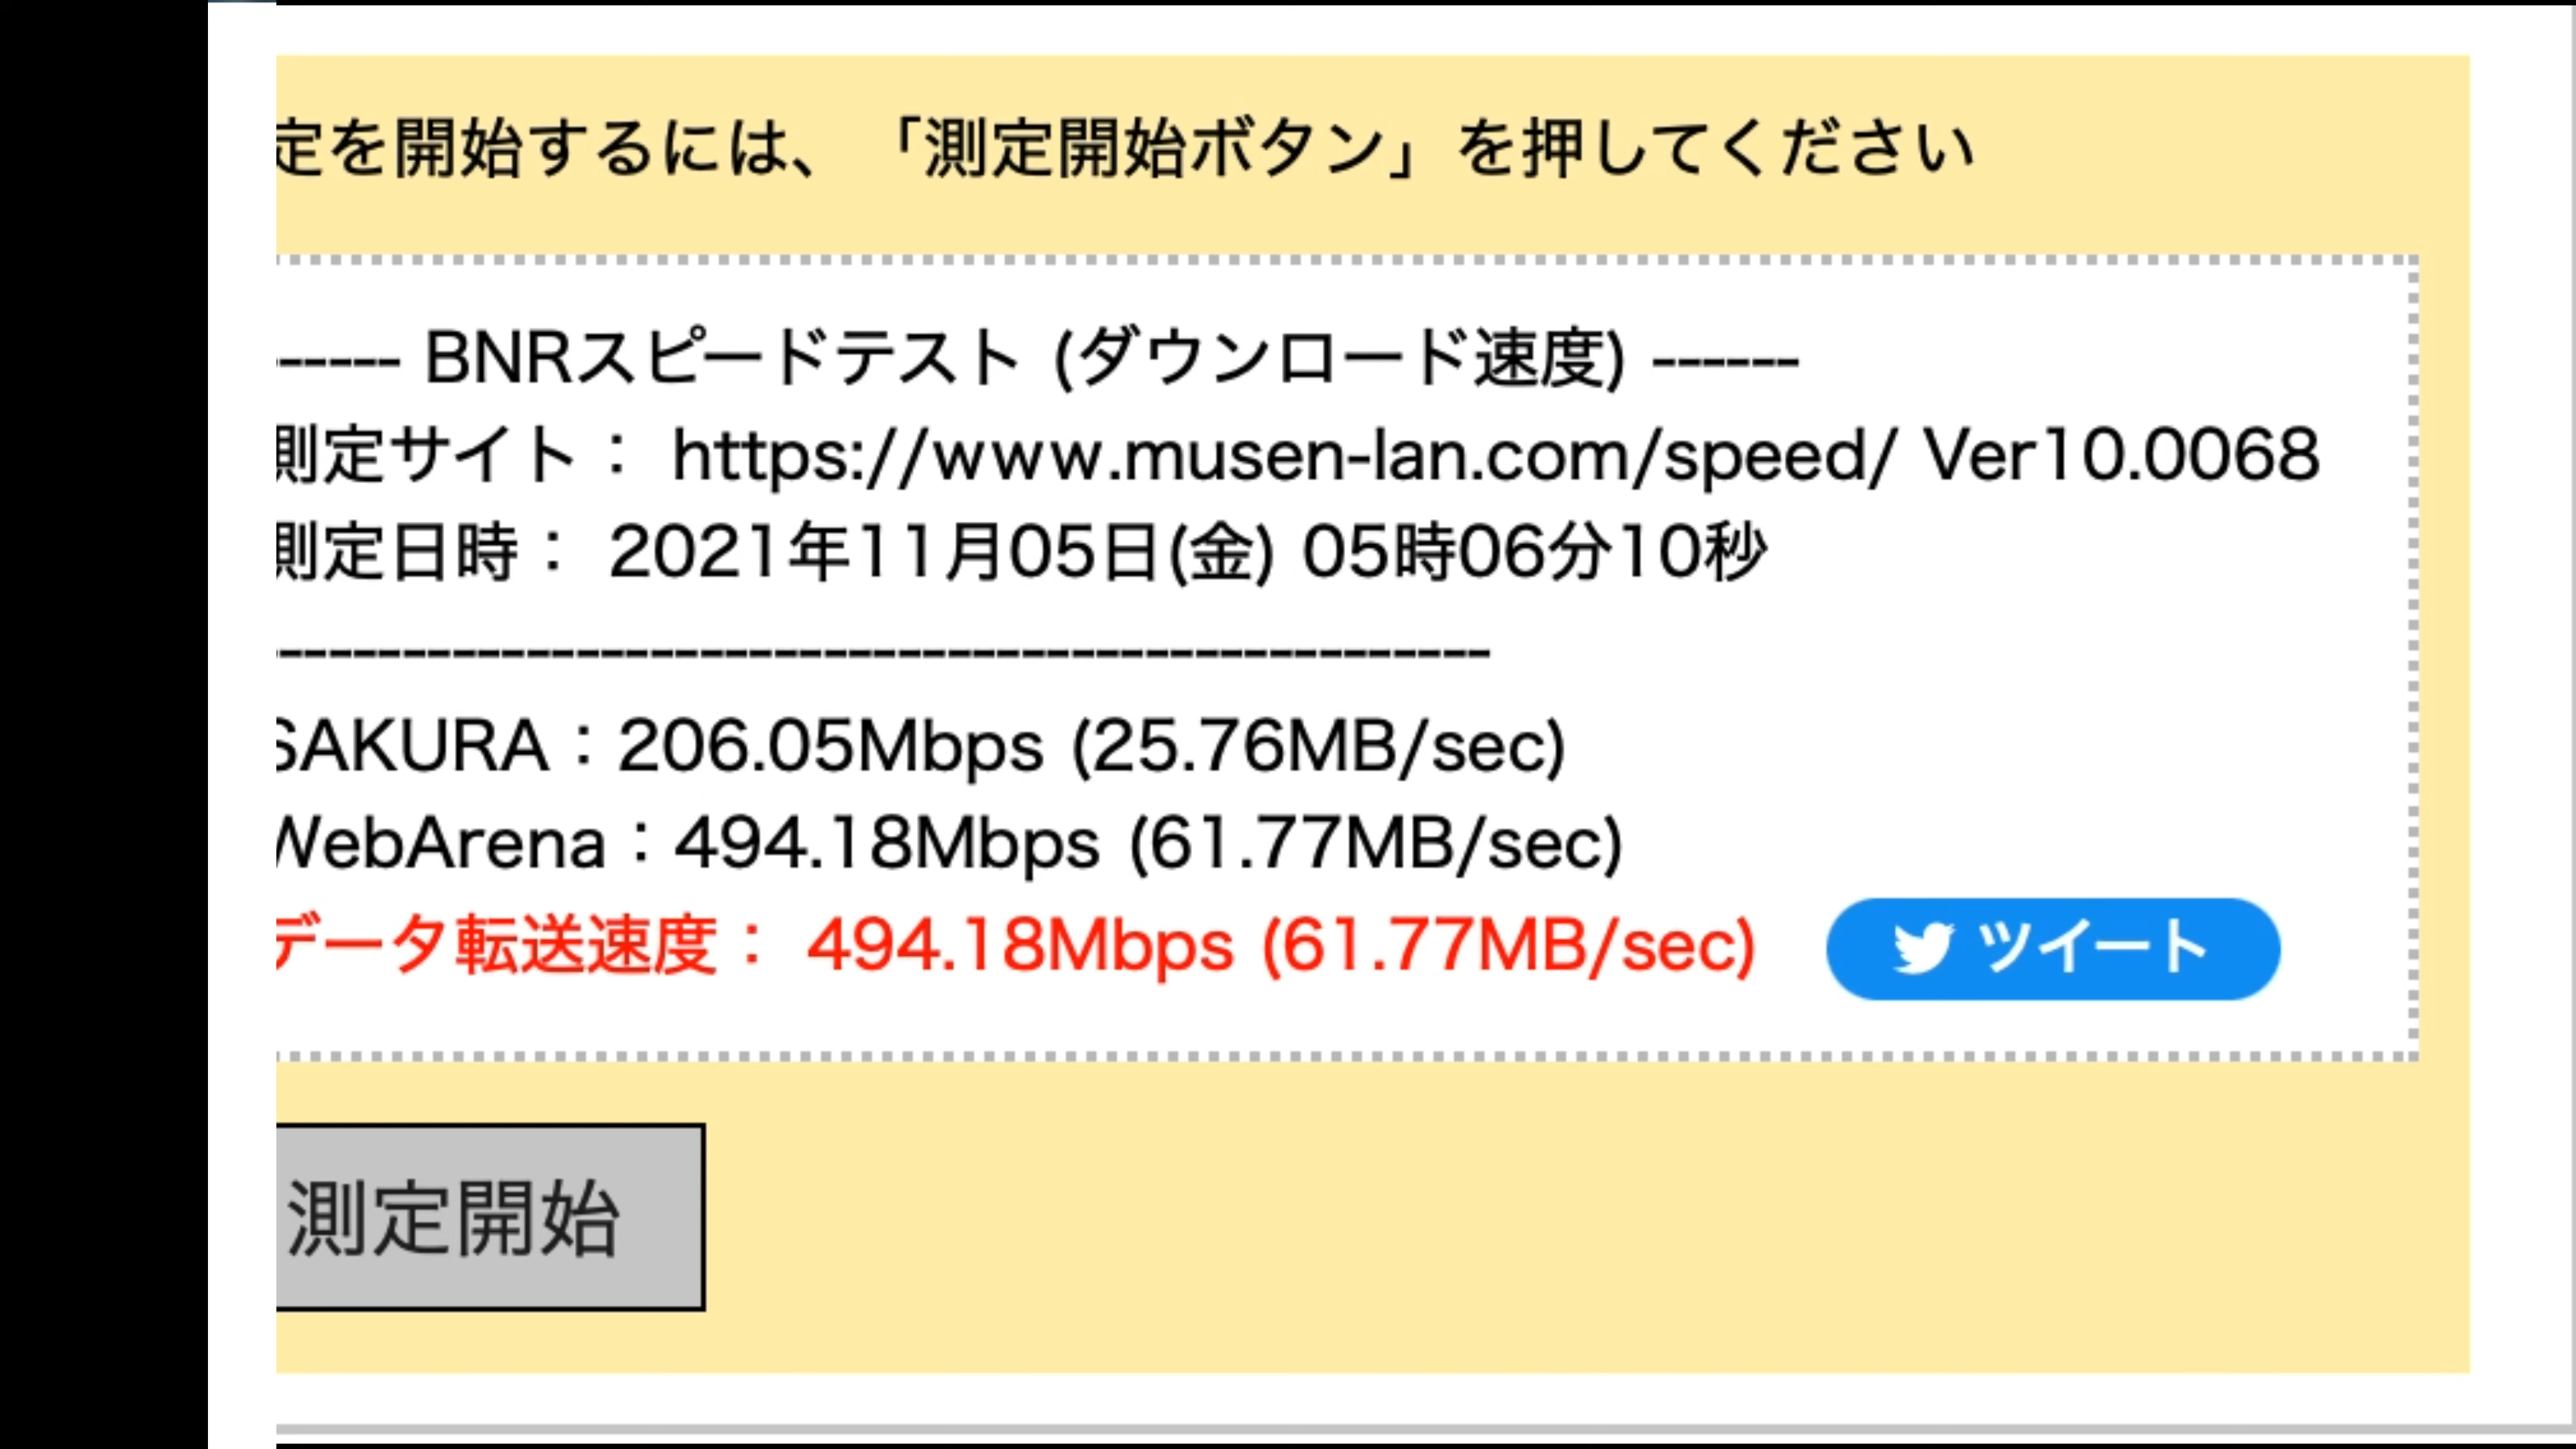 定を開始するには、「測定開始ボタン」を押してください
----- BNRスピードテスト (ダウンロード速度) ------
測定サイト： https://www.musen-lan.com/speed/ Ver10.0068
測定日時： 2021年11月05日(金) 05時06分10秒
-------------------------------------------------
SAKURA：206.05Mbps (25.76MB/sec)
WebArena：494.18Mbps (61.77MB/sec)
データ転送速度： 494.18Mbps (61.77MB/sec)
ツイート
測定開始